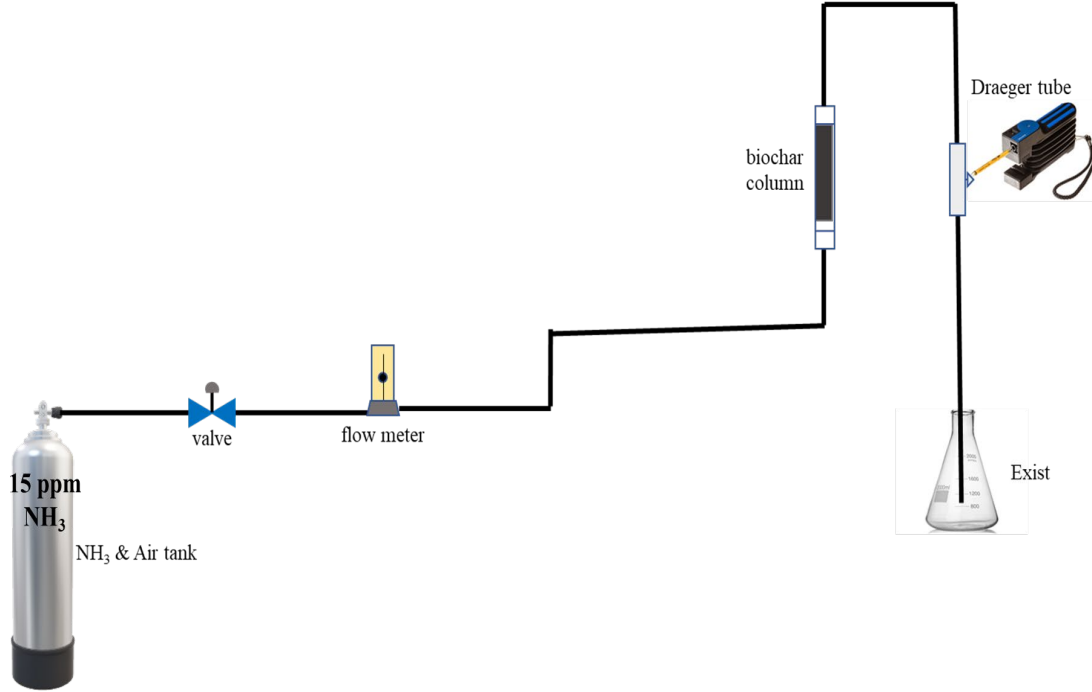 Draeger tube
biochar
column
valve
flow meter
15 ppm
NH₃
NH₃ & Air tank
Exist